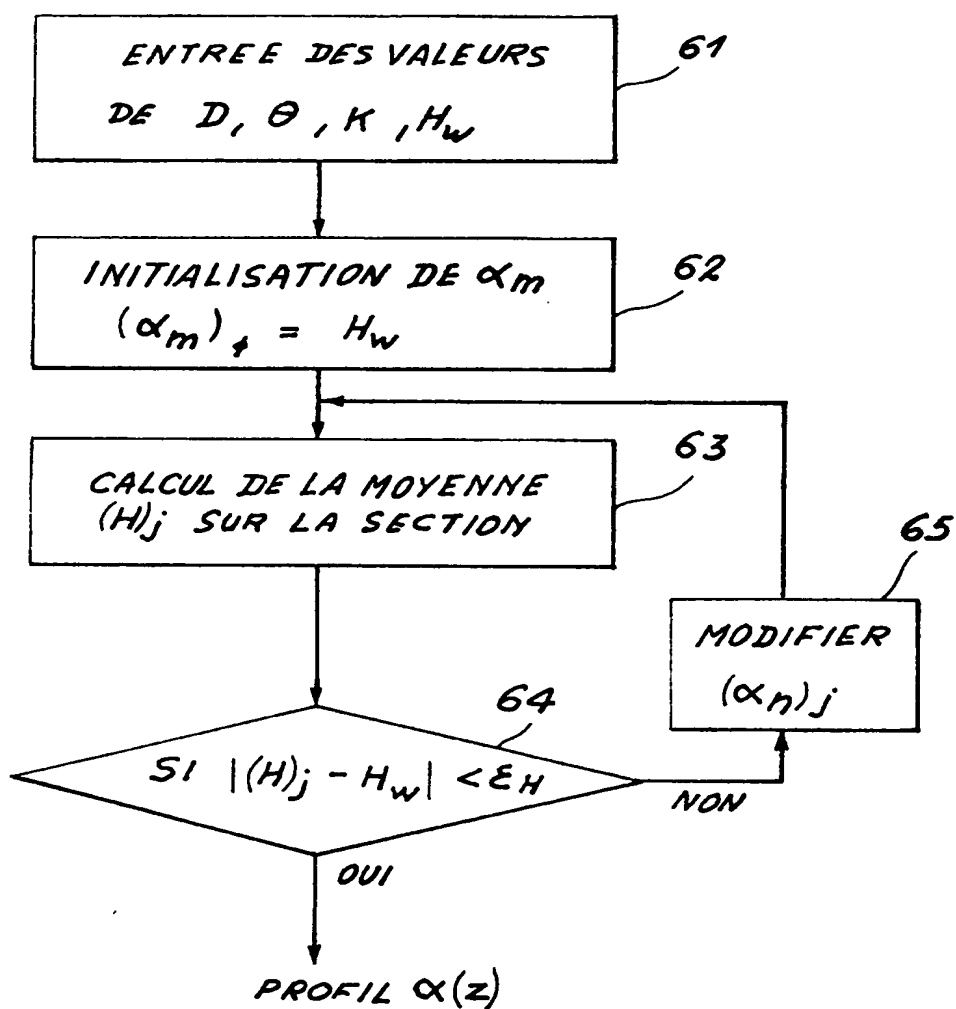 ENTREE DES VALEURS
DE D, θ, K, H_w
61
INITIALISATION DE α_m
(α_m)_1 = H_w
62
CALCUL DE LA MOYENNE
(H)_j SUR LA SECTION
63
SI |(H)_j - H_w| < ε_H
64
NON
MODIFIER
(α_n)_j
65
OUI
PROFIL α(z)